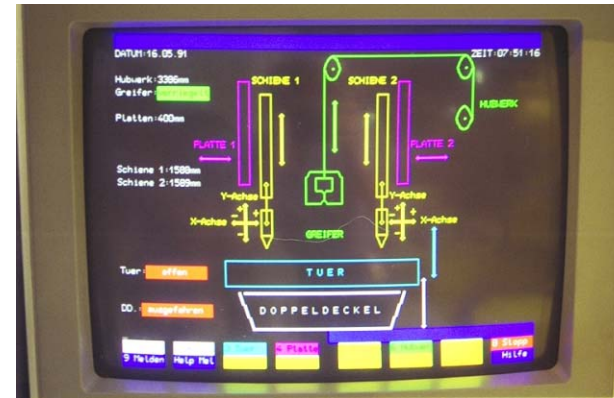 DATUM:16.05.91
ZEIT:07:51:16
Hubwerk:3386mm
Greifer:verriegelt
SCHIENE 1
SCHIENE 2
HUBWERK
Platten:400mm
PLATTE 1
PLATTE 2
Schiene 1:1588mm
Schiene 2:1589mm
Y-Achse
Y-Achse
X-Achse
X-Achse
GREIFER
Tuer: offen
TUER
DD.: ausgefahren
DOPPELDECKEL
4 Platte
8 Stopp
9 Melden
Help Mel
Hilfe